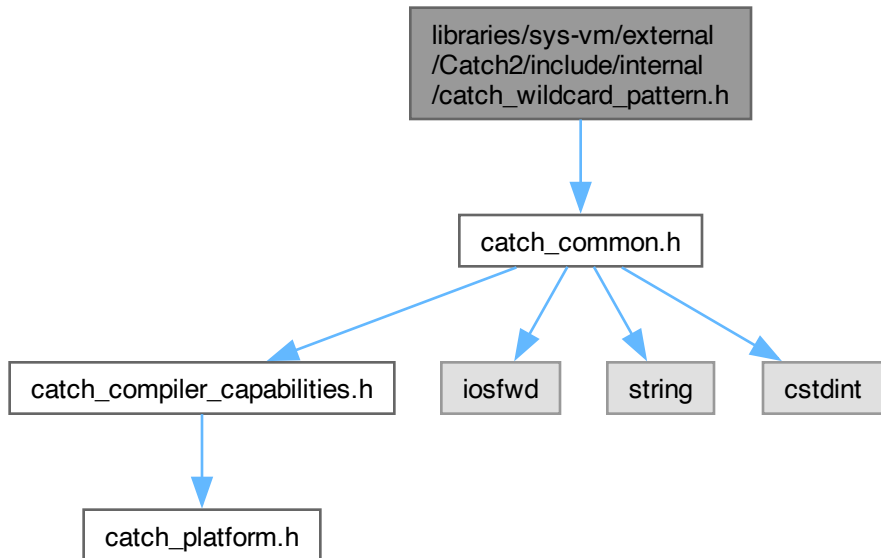 libraries/sys-vm/external
/Catch2/include/internal
/catch_wildcard_pattern.h
catch_common.h
catch_compiler_capabilities.h
iosfwd
string
cstdint
catch_platform.h